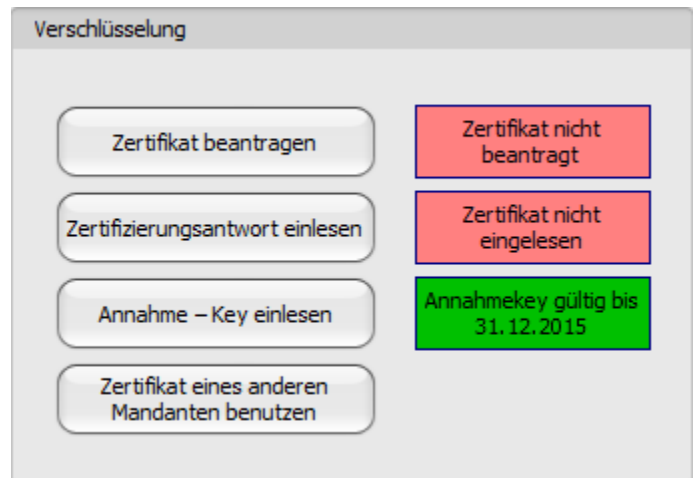 Verschlüsselung
Zertifikat beantragen
Zertifikat nicht
beantragt
Zertifizierungsantwort einlesen
Zertifikat nicht
eingelesen
Annahme – Key einlesen
Annahmekey gültig bis
31.12.2015
Zertifikat eines anderen
Mandanten benutzen